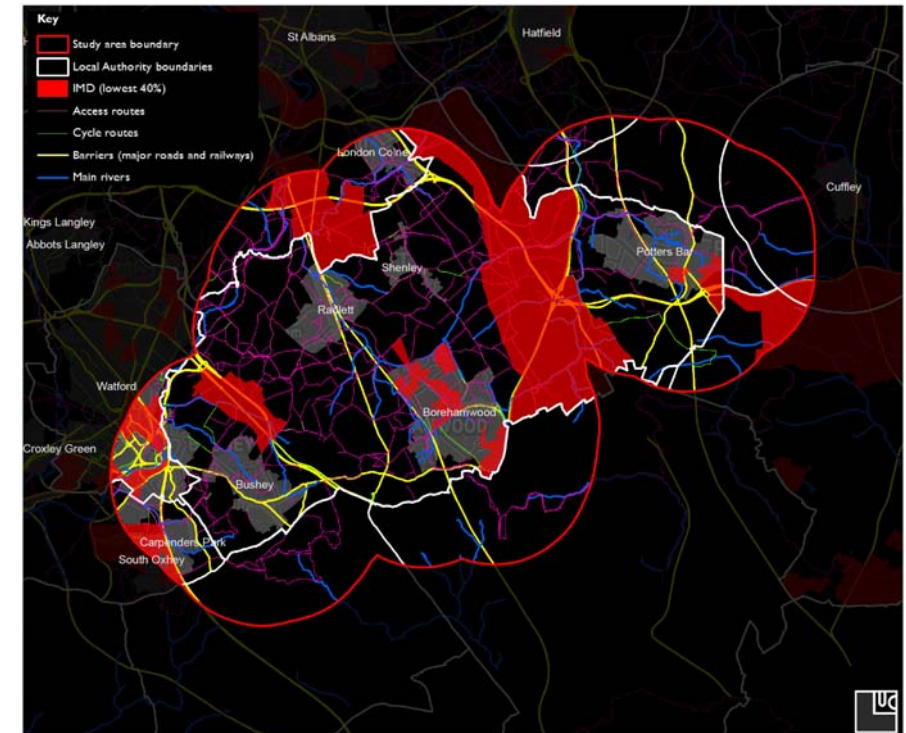 Key
Study area boundary
Local Authority boundaries
IMD (lowest 40%)
Access routes
Cycle routes
Barriers (major roads and railways)
Main rivers
St Albans
Hatfield
London Colney
Cuffley
Kings Langley
Abbots Langley
Potters Bar
Shenley
Radlett
Watford
Borehamwood
Croxley Green
Bushey
Carpenders Park
South Oxhey
LUC